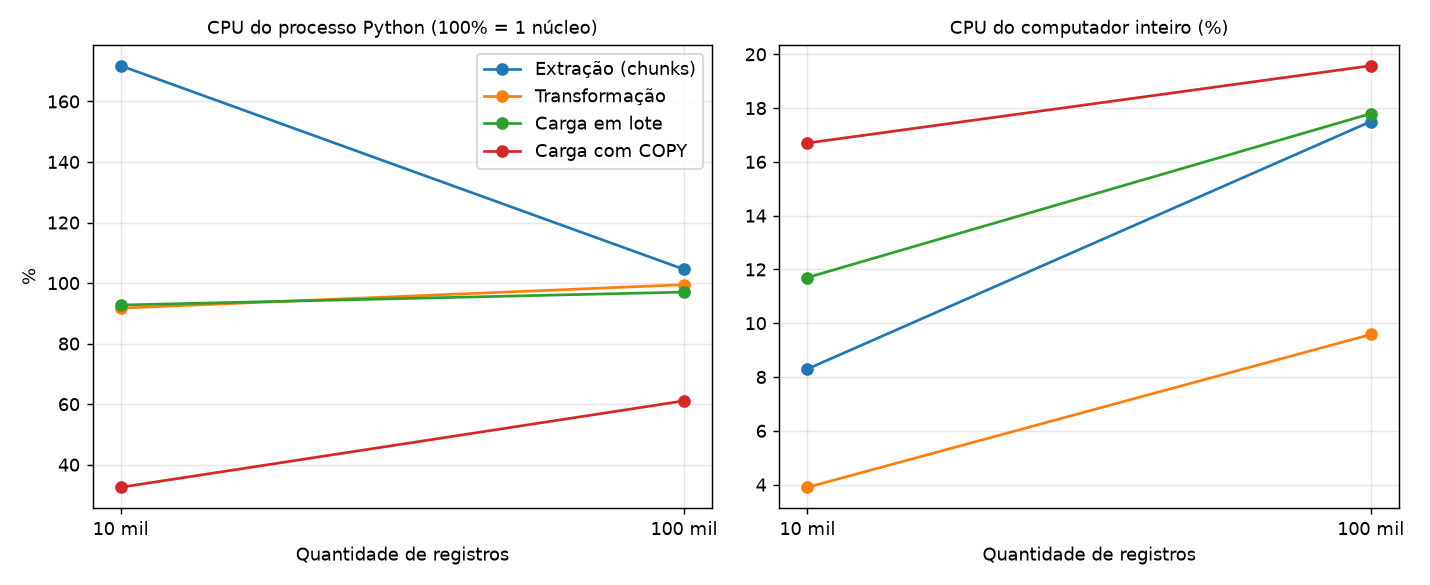 CPU do processo Python (100% = 1 núcleo)
%
160
140
120
100
80
60
40
Extração (chunks)
Transformação
Carga em lote
Carga com COPY
10 mil
100 mil
Quantidade de registros
CPU do computador inteiro (%)
20
18
16
14
12
10
8
6
4
10 mil
100 mil
Quantidade de registros